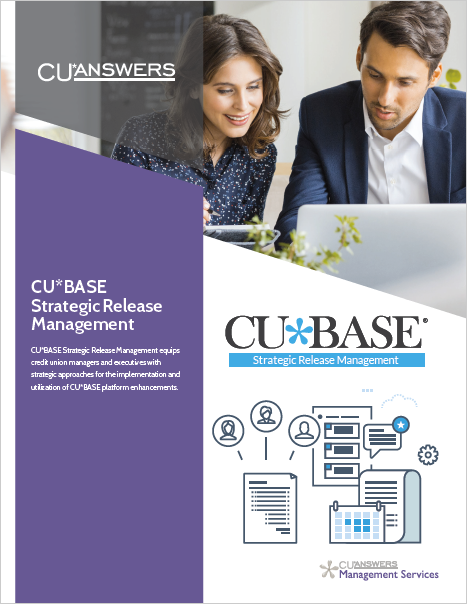 CU*ANSWERS
CU*BASE
Strategic Release
Management
CU*BASE Strategic Release Management equips
credit union managers and executives with
strategic approaches for the implementation and
utilization of CU*BASE platform enhancements.
CU*BASE®
Strategic Release Management
CU*ANSWERS
Management Services